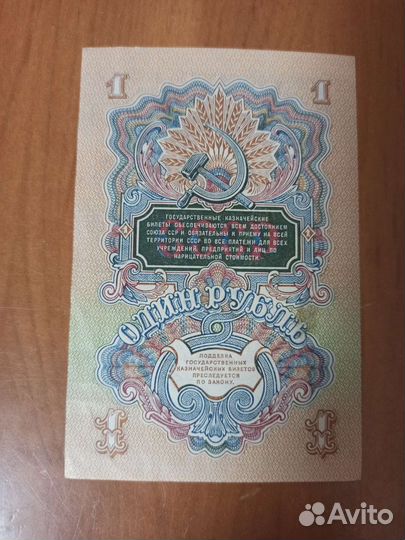 1 1
ГОСУДАРСТВЕННЫЕ КАЗНАЧЕЙСКИЕ
БИЛЕТЫ ОБЕСПЕЧИВАЮТСЯ ВСЕМ ДОСТОЯНИЕМ
СОЮЗА ССР И ОБЯЗАТЕЛЬНЫ К ПРИЕМУ НА ВСЕЙ
ТЕРРИТОРИИ СССР ВО ВСЕ ПЛАТЕЖИ ДЛЯ ВСЕХ
УЧРЕЖДЕНИЙ, ПРЕДПРИЯТИЙ И ЛИЦ ПО
НАРИЦАТЕЛЬНОЙ СТОИМОСТИ
ОДИН РУБЛЬ
ПОДДЕЛКА
ГОСУДАРСТВЕННЫХ
КАЗНАЧЕЙСКИХ БИЛЕТОВ
ПРЕСЛЕДУЕТСЯ
ПО ЗАКОНУ.
1 1
Avito